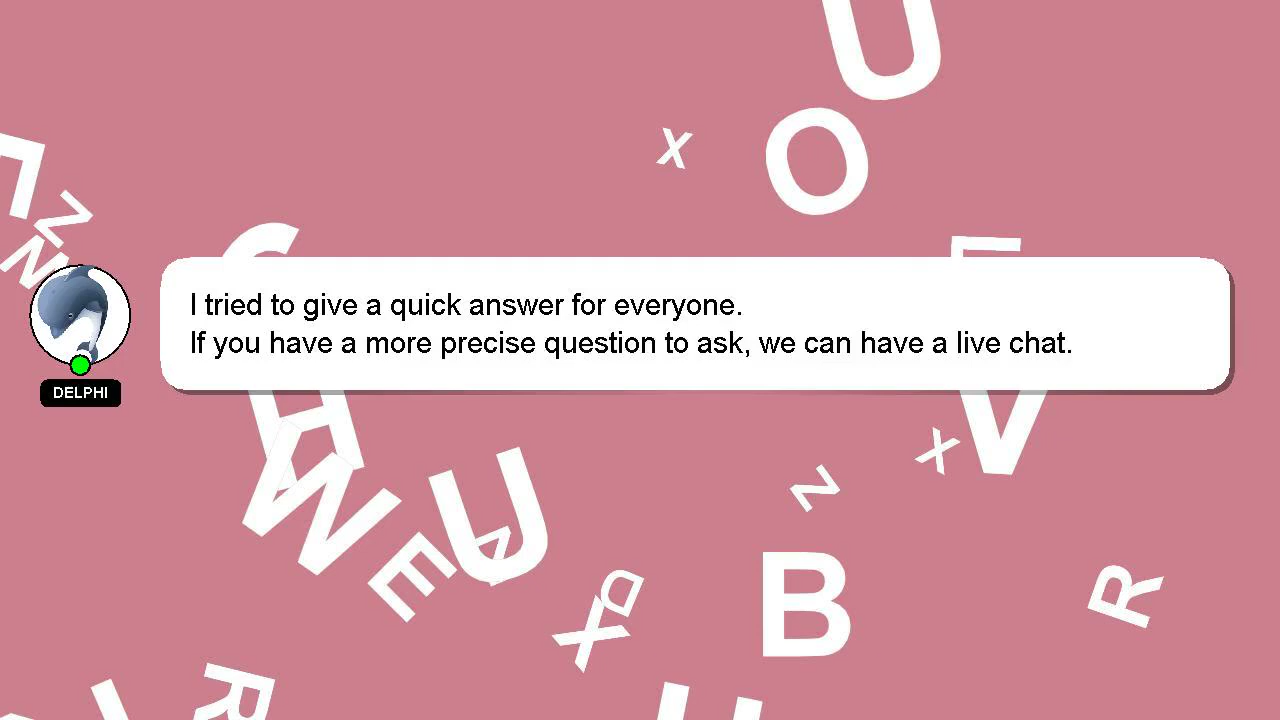 U
O
X
Z
N
I tried to give a quick answer for everyone.
If you have a more precise question to ask, we can have a live chat.
DELPHI
H
W
U
E
Z
X
V
Z
D
X
B
R
R